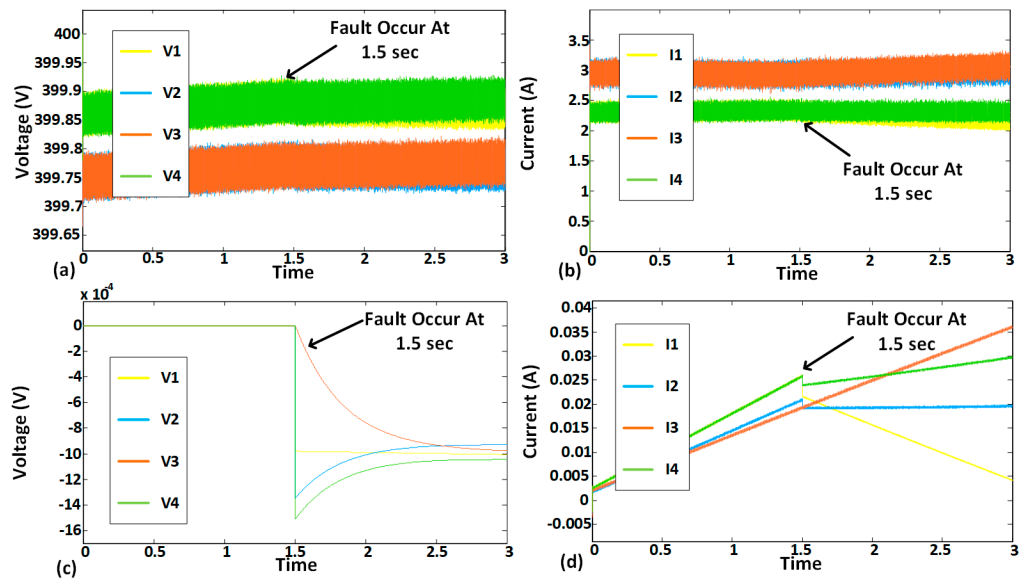 400
399.95
399.9
399.85
399.8
399.75
399.7
399.65
Voltage (V)
V1
V2
V3
V4
Fault Occur At
1.5 sec
0
0.5
1
1.5
2
2.5
3
Time
(a)
3.5
3
2.5
2
1.5
1
0.5
0
Current (A)
I1
I2
I3
I4
Fault Occur At
1.5 sec
0
0.5
1
1.5
2
2.5
3
Time
(b)
x 10⁻⁴
0
-2
-4
-6
-8
-10
-12
-14
-16
Voltage (V)
V1
V2
V3
V4
Fault Occur At
1.5 sec
0
0.5
1
1.5
2
2.5
3
Time
(c)
0.04
0.035
0.03
0.025
0.02
0.015
0.01
0.005
0
-0.005
Current (A)
I1
I2
I3
I4
Fault Occur At
1.5 sec
0.0
0.5
1
1.5
2
2.5
3
Time
(d)